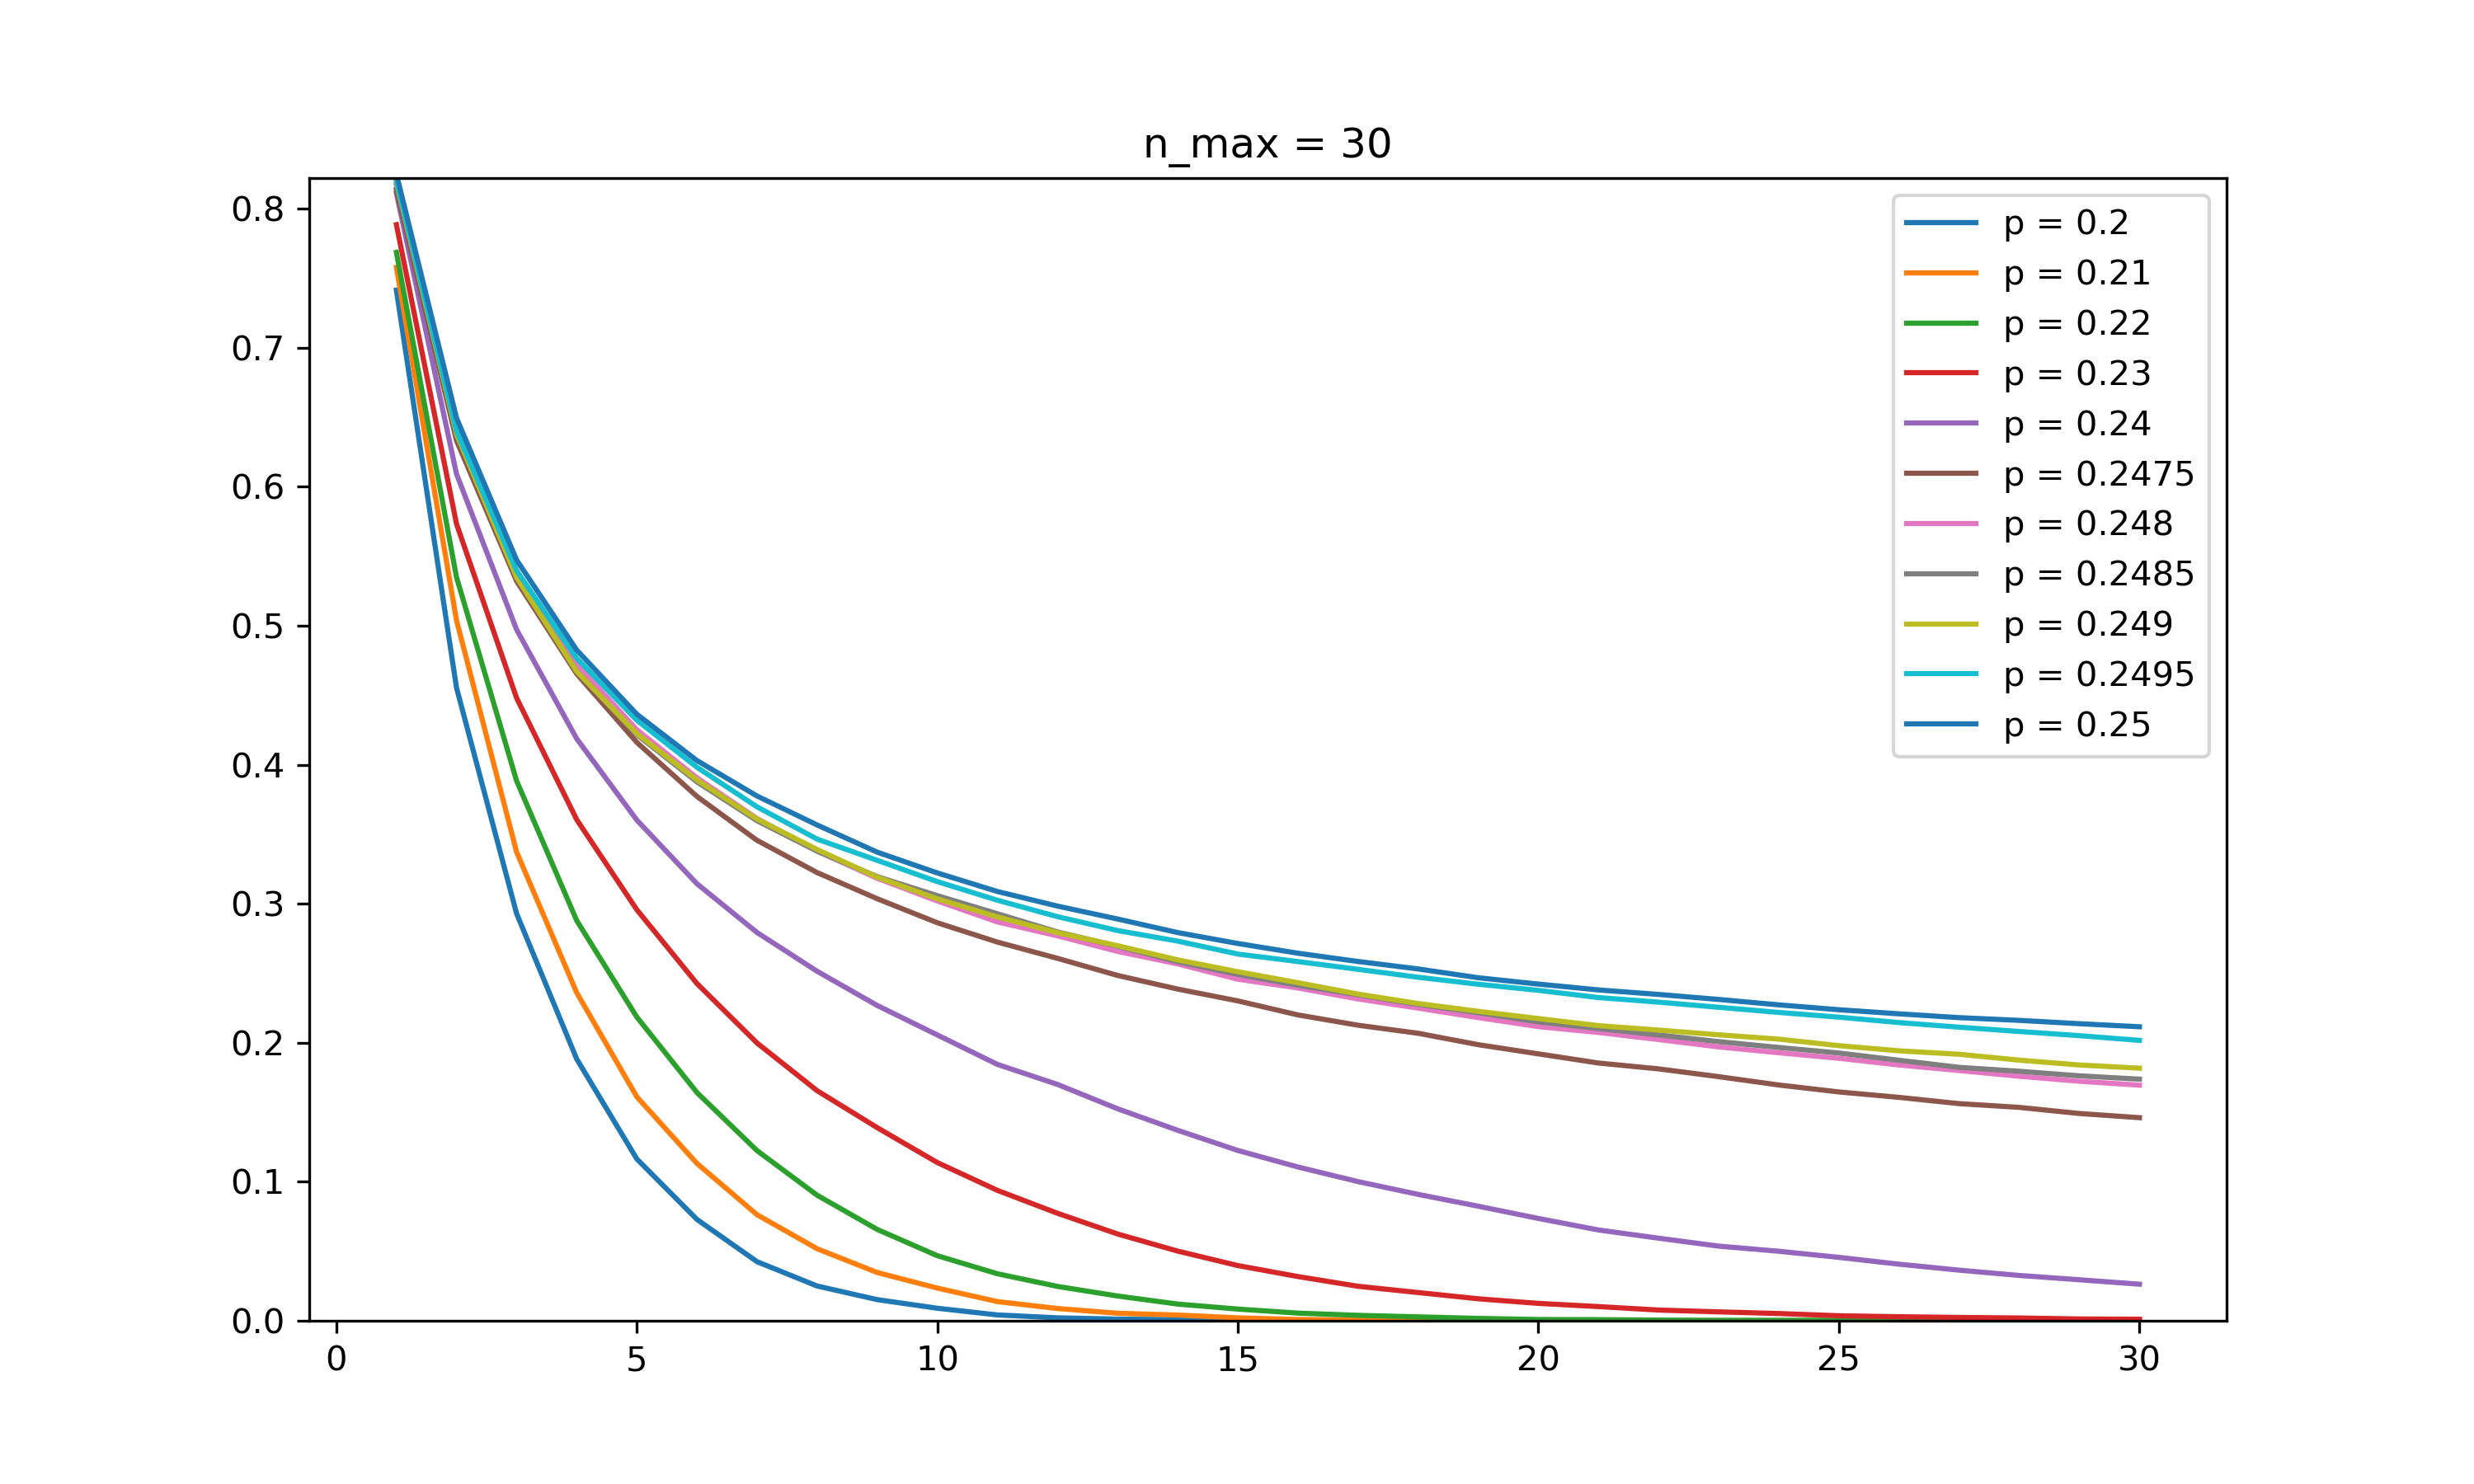 n_max = 30
0.8
0.7
0.6
0.5
0.4
0.3
0.2
0.1
0.0
0 5 10 15 20 25 30
p = 0.2
p = 0.21
p = 0.22
p = 0.23
p = 0.24
p = 0.2475
p = 0.248
p = 0.2485
p = 0.249
p = 0.2495
p = 0.25